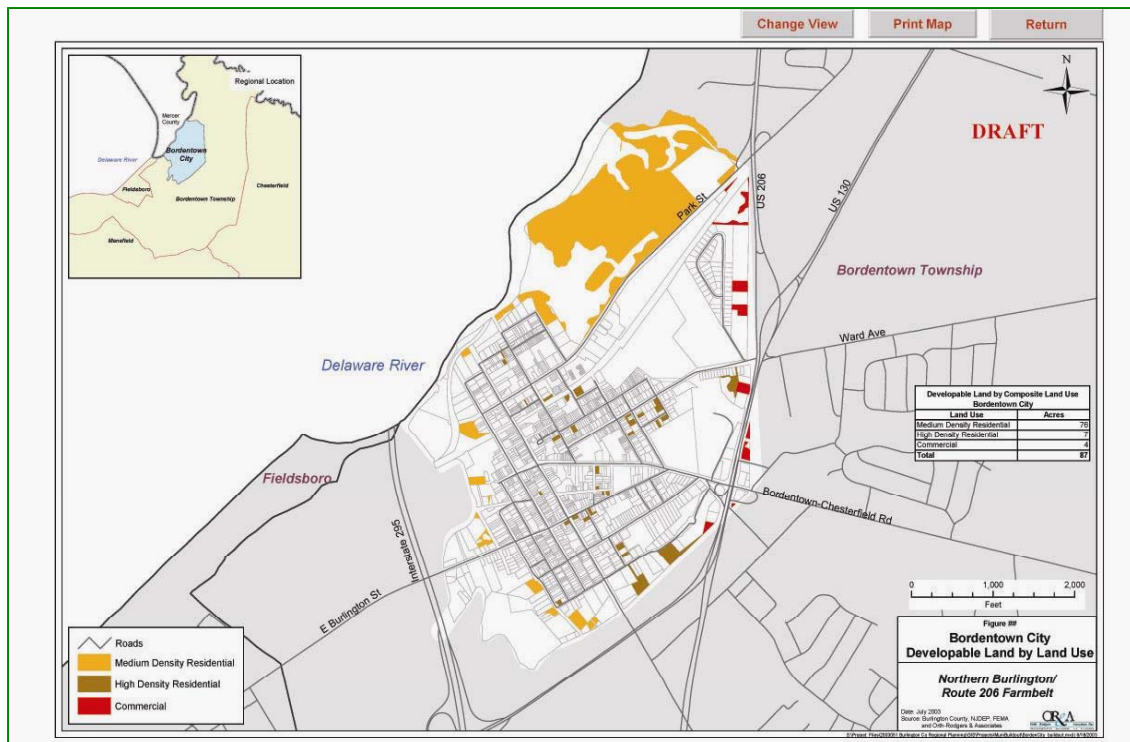 Change View
Print Map
Return
Regional Location
Mercer
County
Delaware River
Bordentown
City
Fieldsboro
Bordentown Township
Chesterfield
Mansfield
N
DRAFT
Park St
US 206
US 130
Bordentown Township
Ward Ave
Delaware River
Developable Land by Composite Land Use
Bordentown City
Land Use Acres
Medium Density Residential 76
High Density Residential 7
Commercial 4
Total 87
Fieldsboro
Interstate 295
Bordentown-Chesterfield Rd
E Burlington St
0 1,000 2,000
Feet
Roads
Medium Density Residential
High Density Residential
Commercial
Figure ##
Bordentown City
Developable Land by Land Use
Northern Burlington/
Route 206 Farmbelt
Date: July 2003
Source: Burlington County, NJDEP, FEMA
and Orth-Rodgers & Associates
OR&A